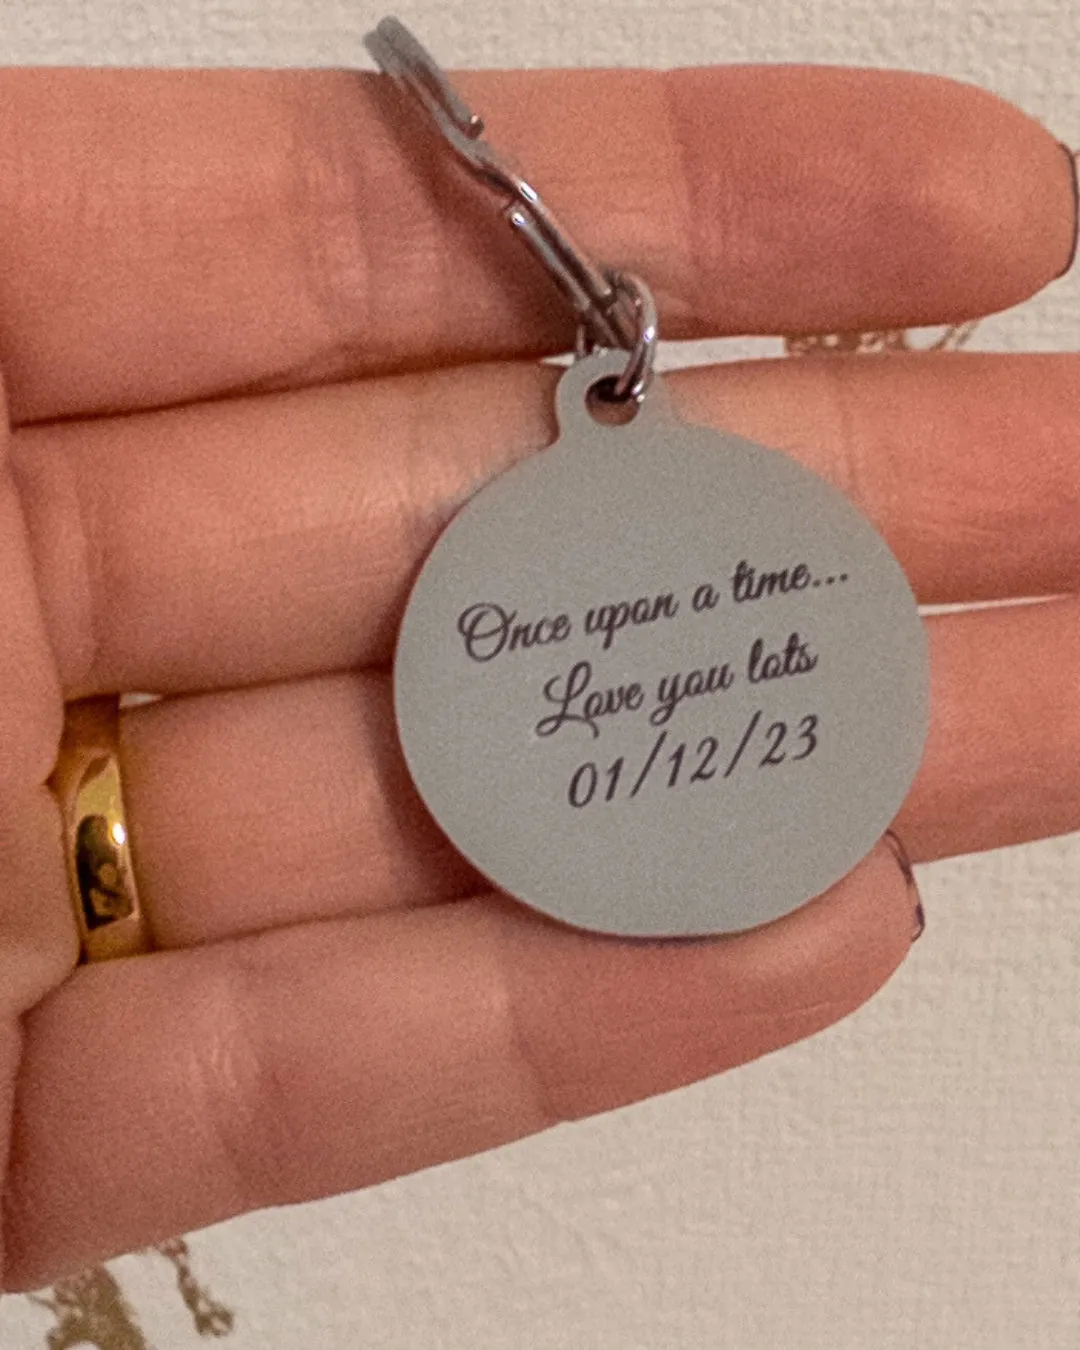 Once upon a time...
Love you lots
01/12/23